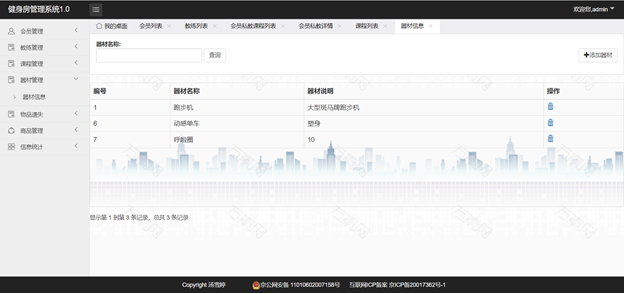 健身房管理系统1.0
欢迎您,admin
我的桌面 会员列表 教练列表 会员私教课程列表 会员私教详情 课程列表 器材信息
会员管理
教练管理
课程管理
器材管理
器材信息
物品遗失
商品管理
信息统计
器材名称:
查询
添加器材
编号 器材名称 器材说明 操作
1 跑步机 大型斑马牌跑步机
6 动感单车 塑身
7 呼啦圈 10
显示第 1 到第 3 条记录，总共 3 条记录
Copyright 汤雪婷 京公网安备 11010602007158号 互联网ICP备案 京ICP备20017362号-1